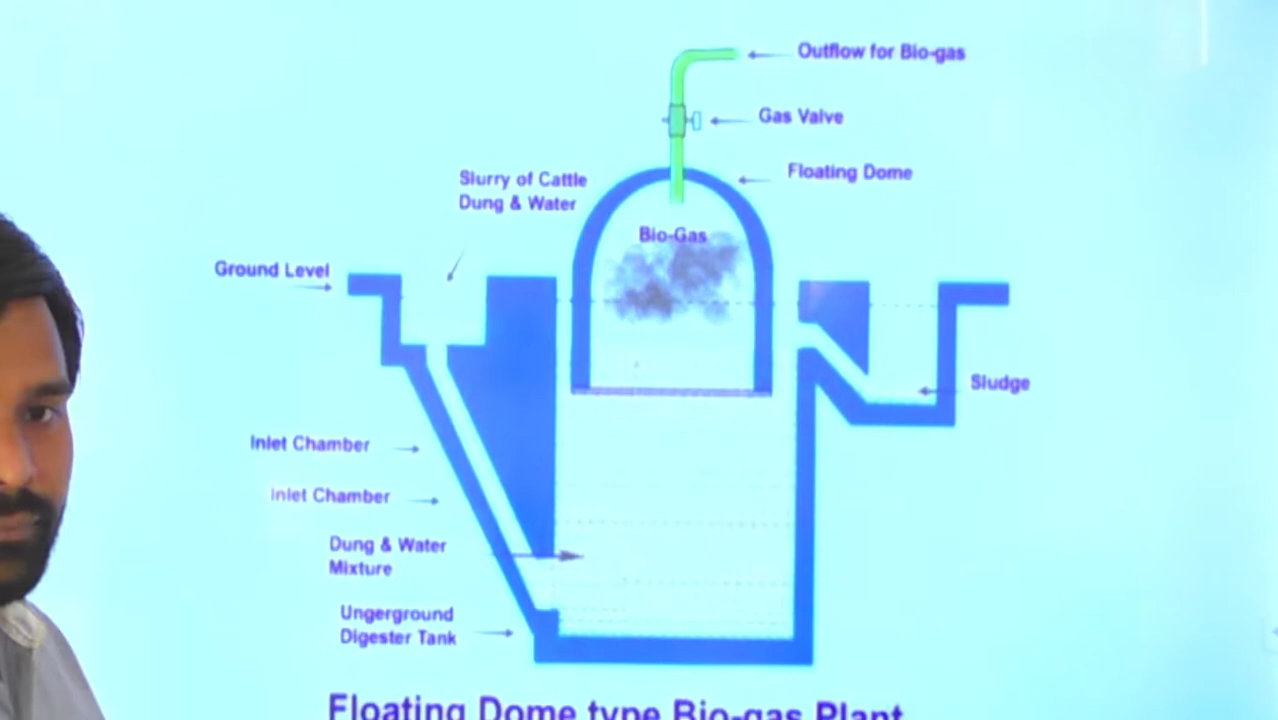 Outflow for Bio-gas
Gas Valve
Floating Dome
Slurry of Cattle
Dung & Water
Bio-Gas
Ground Level
Sludge
Inlet Chamber
Inlet Chamber
Dung & Water
Mixture
Ungerground
Digester Tank
Floating Dome type Bio-gas Plant